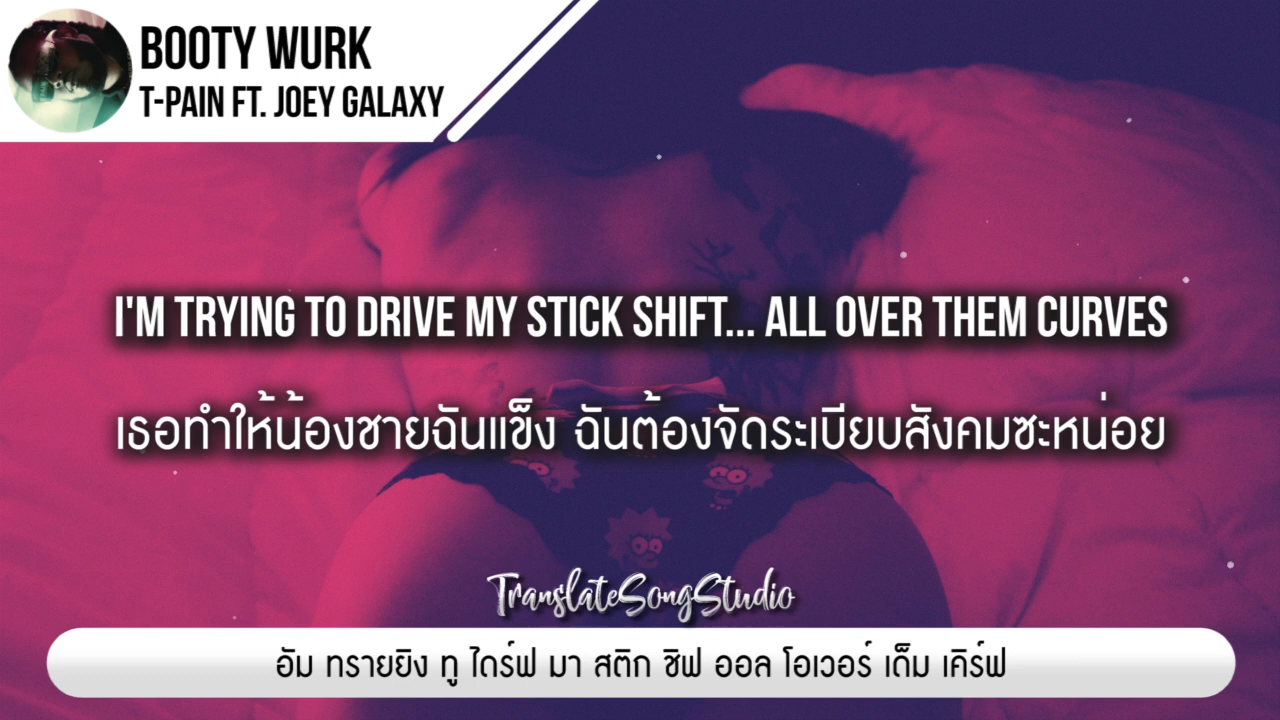 BOOTY WURK
T-PAIN FT. JOEY GALAXY
I'M TRYING TO DRIVE MY STICK SHIFT... ALL OVER THEM CURVES
เธอทำให้น้องชายฉันแข็ง ฉันต้องจัดระเบียบสังคมซะหน่อย
TranslateSongStudio
อัม ทรายยิง ทู ไดร์ฟ มา สติก ชิฟ ออล โอเวอร์ เด็ม เคิร์ฟ